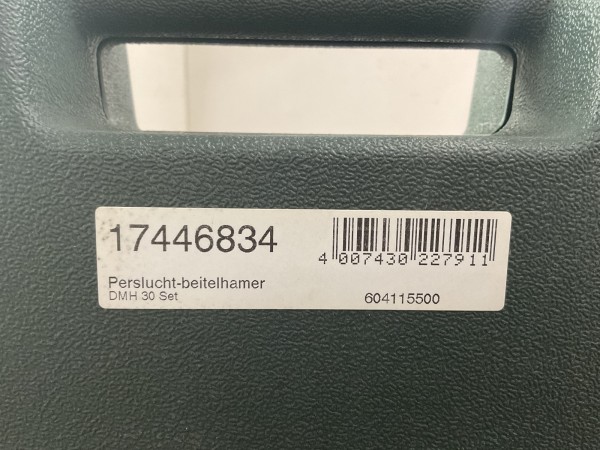 17446834
4 007430 227911
Perslucht-beitelhamer
DMH 30 Set
604115500